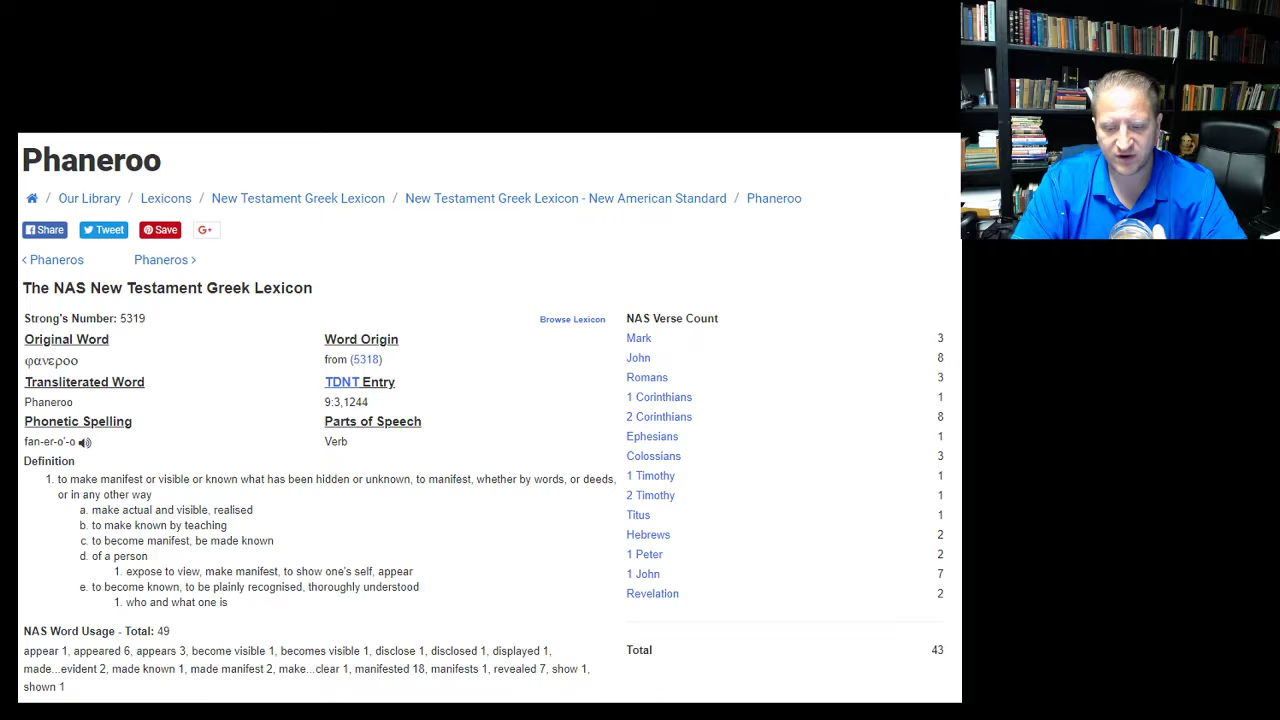 Phaneroo
/ Our Library / Lexicons / New Testament Greek Lexicon / New Testament Greek Lexicon - New American Standard / Phaneroo
Share Tweet Save G+
‹ Phaneros Phaneros ›
The NAS New Testament Greek Lexicon
Strong's Number: 5319 Browse Lexicon
Original Word Word Origin
φανεροο from (5318)
Transliterated Word TDNT Entry
Phaneroo 9:3,1244
Phonetic Spelling Parts of Speech
fan-er-o'-o Verb
Definition
1. to make manifest or visible or known what has been hidden or unknown, to manifest, whether by words, or deeds,
or in any other way
a. make actual and visible, realised
b. to make known by teaching
c. to become manifest, be made known
d. of a person
1. expose to view, make manifest, to show one's self, appear
e. to become known, to be plainly recognised, thoroughly understood
1. who and what one is
NAS Word Usage - Total: 49
appear 1, appeared 6, appears 3, become visible 1, becomes visible 1, disclose 1, disclosed 1, displayed 1,
made...evident 2, made known 1, made manifest 2, make...clear 1, manifested 18, manifests 1, revealed 7, show 1,
shown 1
NAS Verse Count
Mark 3
John 8
Romans 3
1 Corinthians 1
2 Corinthians 8
Ephesians 1
Colossians 3
1 Timothy 1
2 Timothy 1
Titus 1
Hebrews 2
1 Peter 2
1 John 7
Revelation 2
Total 43